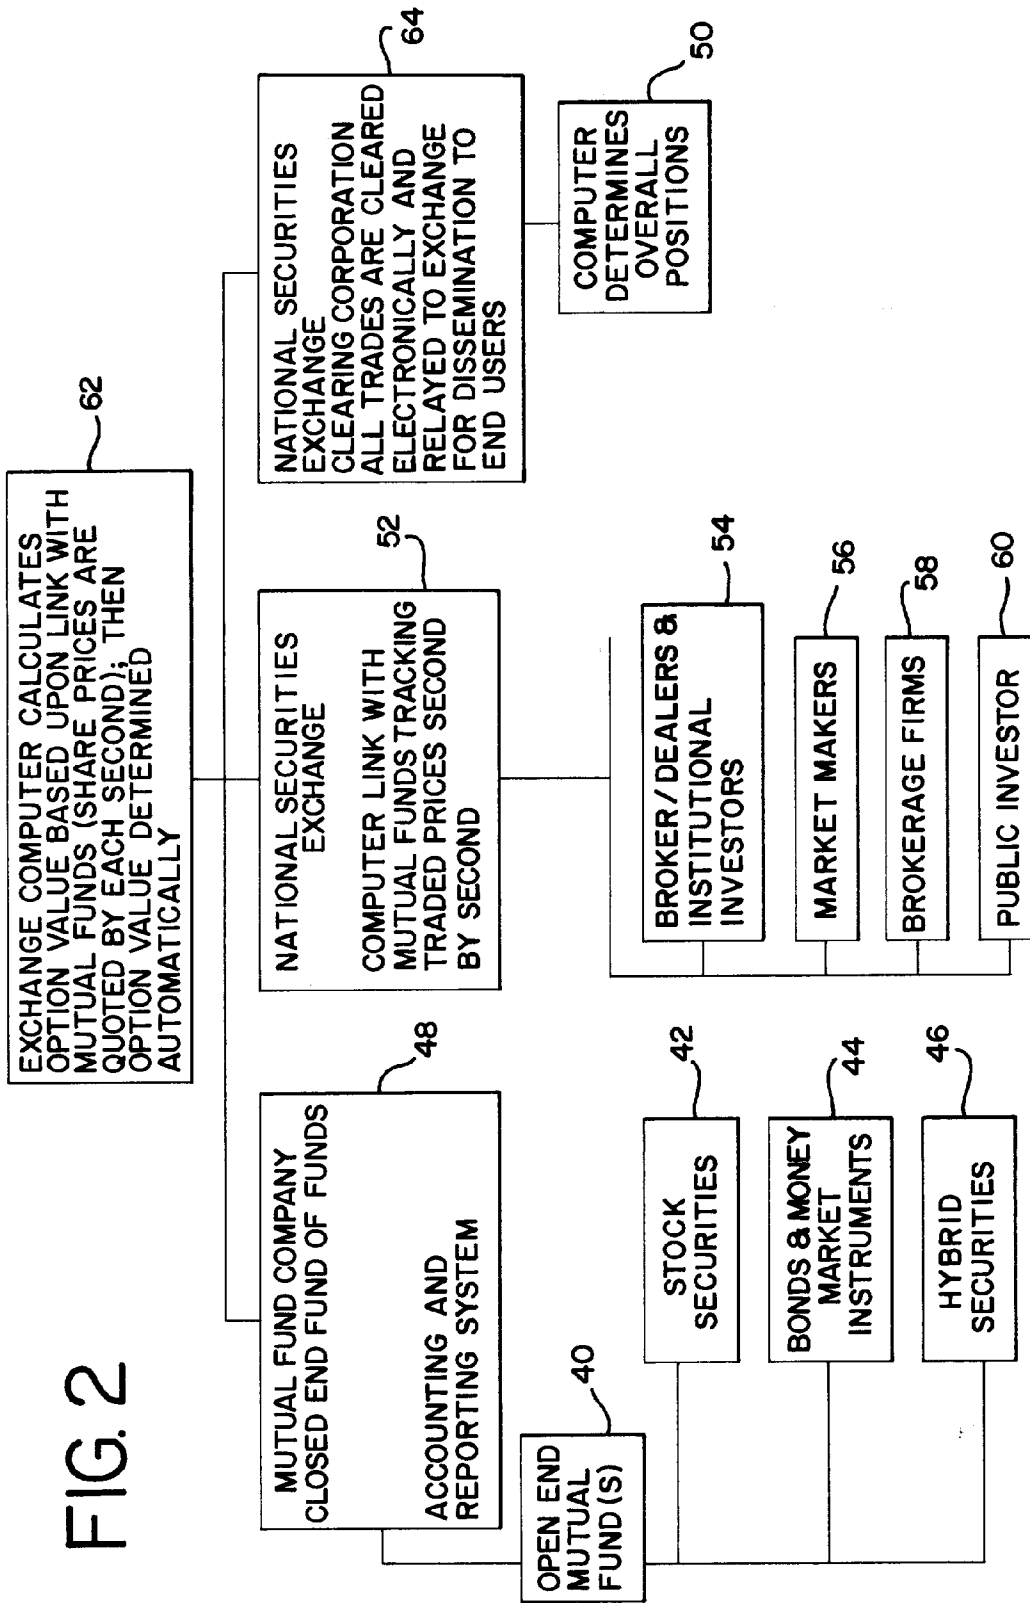 FIG. 2
EXCHANGE COMPUTER CALCULATES
OPTION VALUE BASED UPON LINK WITH
MUTUAL FUNDS (SHARE PRICES ARE
QUOTED BY EACH SECOND); THEN
OPTION VALUE DETERMINED
AUTOMATICALLY
62
MUTUAL FUND COMPANY
CLOSED END FUND OF FUNDS
ACCOUNTING AND
REPORTING SYSTEM
48
OPEN END
MUTUAL
FUND(S)
40
STOCK
SECURITIES
42
BONDS & MONEY
MARKET
INSTRUMENTS
44
HYBRID
SECURITIES
46
NATIONAL SECURITIES
EXCHANGE
COMPUTER LINK WITH
MUTUAL FUNDS TRACKING
TRADED PRICES SECOND
BY SECOND
52
BROKER/DEALERS &
INSTITUTIONAL
INVESTORS
54
MARKET MAKERS
56
BROKERAGE FIRMS
58
PUBLIC INVESTOR
60
NATIONAL SECURITIES
EXCHANGE
CLEARING CORPORATION
ALL TRADES ARE CLEARED
ELECTRONICALLY AND
RELAYED TO EXCHANGE
FOR DISSEMINATION TO
END USERS
64
COMPUTER
DETERMINES
OVERALL
POSITIONS
50